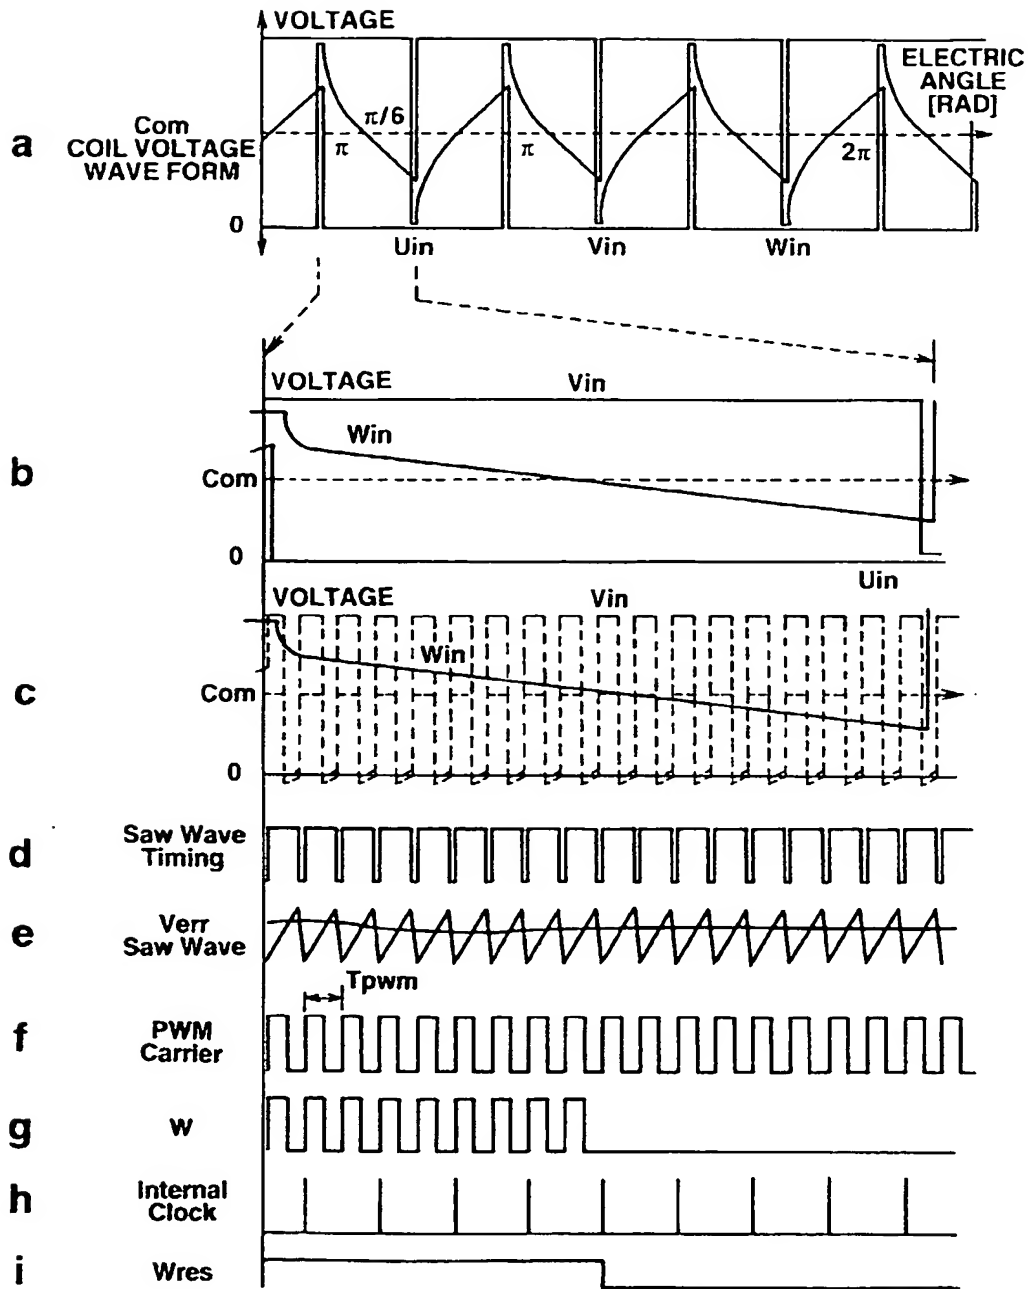 VOLTAGE
ELECTRIC
ANGLE
[RAD]
a
Com
COIL VOLTAGE
WAVE FORM
π/6
π
π
2π
0
Uin
Vin
Win
VOLTAGE
Vin
Win
b
Com
0
Uin
VOLTAGE
Vin
Win
c
Com
0
d
Saw Wave
Timing
e
Verr
Saw Wave
Tpwm
f
PWM
Carrier
g
W
h
Internal
Clock
i
Wres